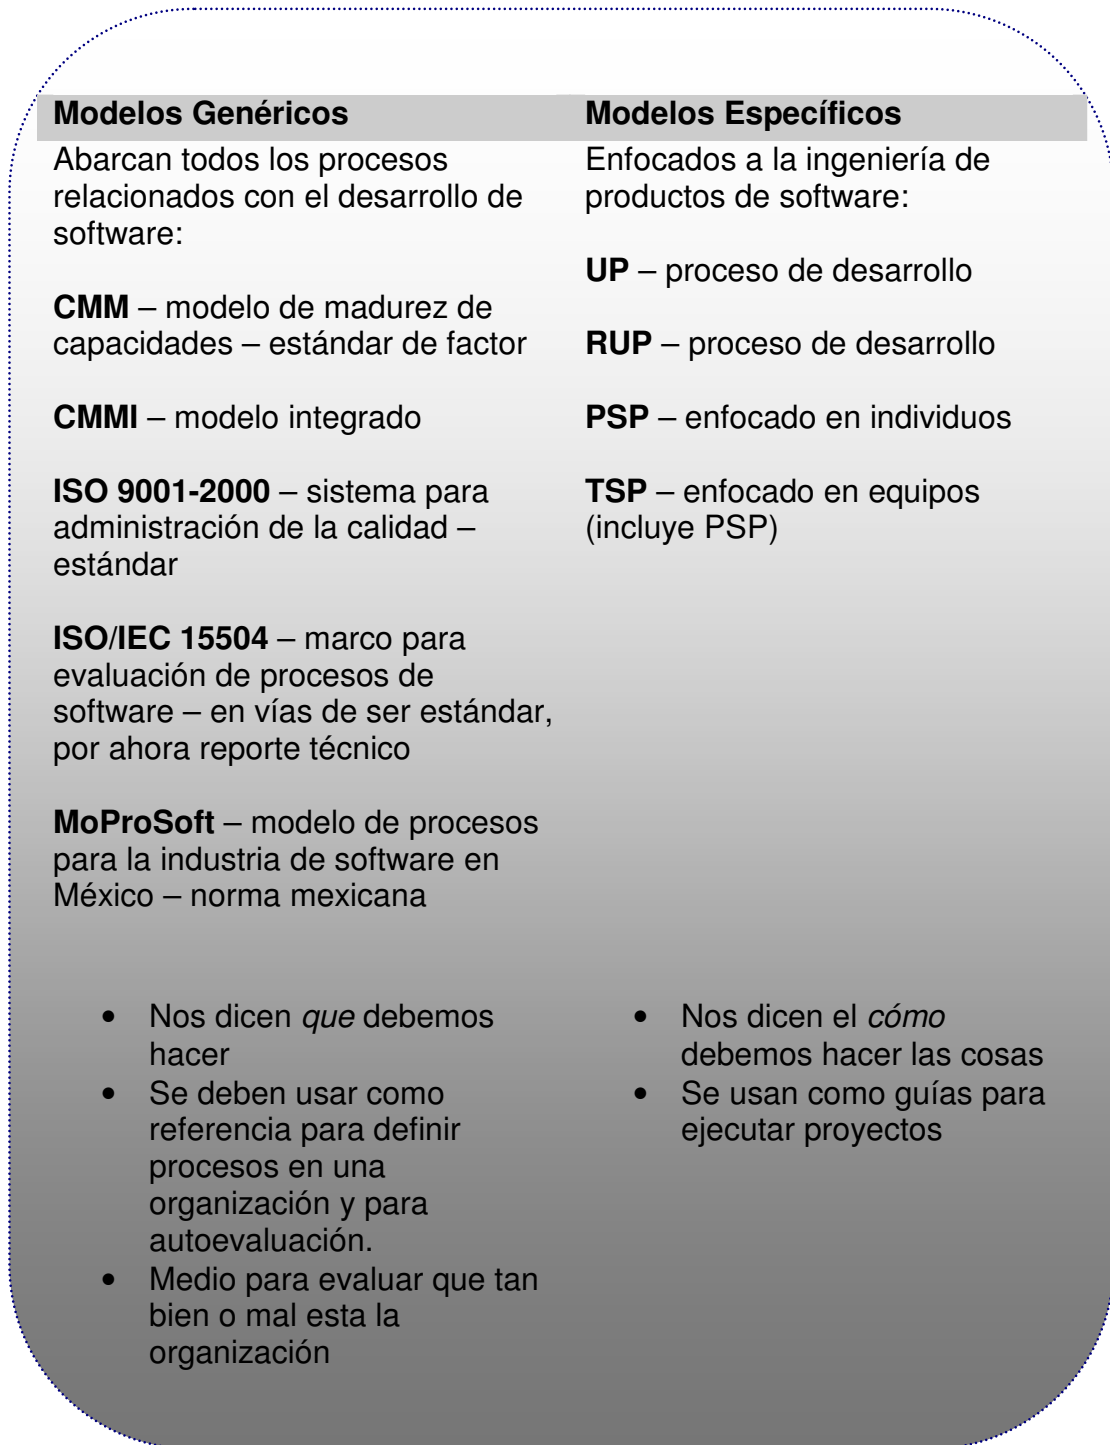 Modelos Genéricos
Abarcan todos los procesos
relacionados con el desarrollo de
software:
CMM – modelo de madurez de
capacidades – estándar de factor
CMMI – modelo integrado
ISO 9001-2000 – sistema para
administración de la calidad –
estándar
ISO/IEC 15504 – marco para
evaluación de procesos de
software – en vías de ser estándar,
por ahora reporte técnico
MoProSoft – modelo de procesos
para la industria de software en
México – norma mexicana
• Nos dicen que debemos
hacer
• Se deben usar como
referencia para definir
procesos en una
organización y para
autoevaluación.
• Medio para evaluar que tan
bien o mal esta la
organización
Modelos Específicos
Enfocados a la ingeniería de
productos de software:
UP – proceso de desarrollo
RUP – proceso de desarrollo
PSP – enfocado en individuos
TSP – enfocado en equipos
(incluye PSP)
• Nos dicen el cómo
debemos hacer las cosas
• Se usan como guías para
ejecutar proyectos